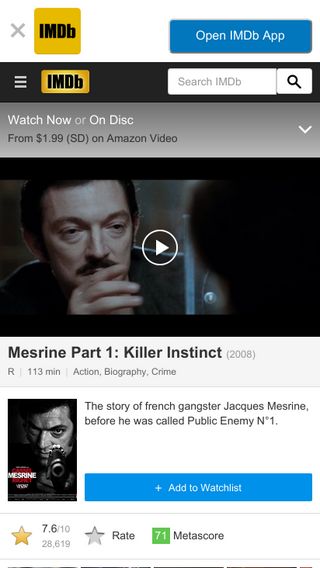 IMDb
Open IMDb App
IMDb
Search IMDb
Watch Now or On Disc
From $1.99 (SD) on Amazon Video
Mesrine Part 1: Killer Instinct (2008)
R | 113 min | Action, Biography, Crime
The story of french gangster Jacques Mesrine,
before he was called Public Enemy N°1.
MESRINE
+ Add to Watchlist
7.6/10
28,619
Rate
71 Metascore